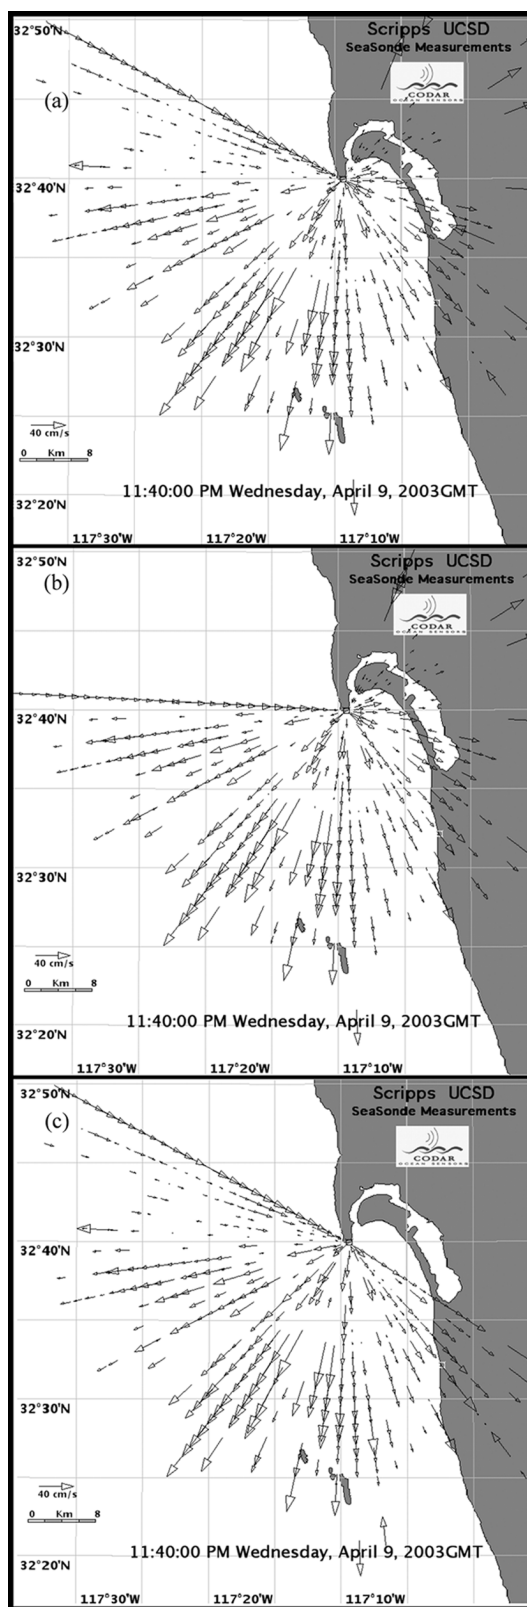 32°50'N
Scripps UCSD
SeaSonde Measurements
(a)
CODAR
OCEAN SENSORS
32°40'N
32°30'N
40 cm/s
0 Km 8
32°20'N
11:40:00 PM Wednesday, April 9, 2003GMT
117°30'W 117°20'W 117°10'W
32°50'N
Scripps UCSD
SeaSonde Measurements
(b)
CODAR
OCEAN SENSORS
32°40'N
32°30'N
40 cm/s
0 Km 8
32°20'N
11:40:00 PM Wednesday, April 9, 2003GMT
117°30'W 117°20'W 117°10'W
32°50'N
Scripps UCSD
SeaSonde Measurements
(c)
CODAR
OCEAN SENSORS
32°40'N
32°30'N
40 cm/s
0 Km 8
32°20'N
11:40:00 PM Wednesday, April 9, 2003GMT
117°30'W 117°20'W 117°10'W